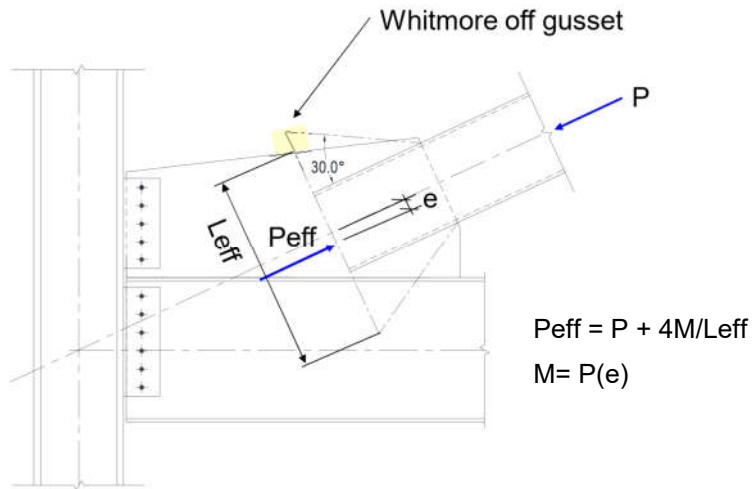 Whitmore off gusset
P
30.0°
e
Leff
Peff
Peff = P + 4M/Leff
M= P(e)